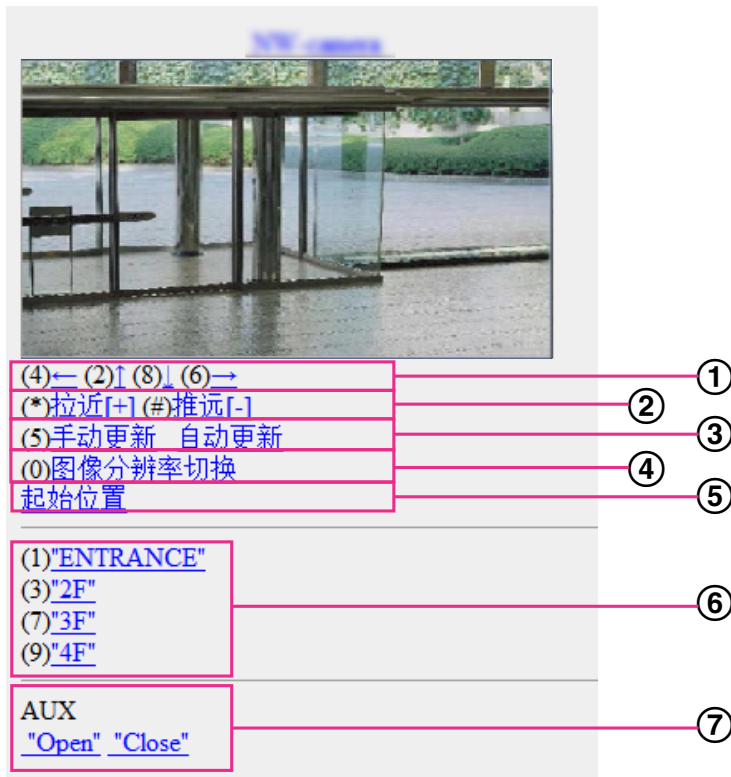 (4)← (2)↑ (8)↓ (6)→
①
(*)拉近[+] (#)推远[-]
②
(5)手动更新 自动更新
③
(0)图像分辨率切换
④
起始位置
⑤
(1)"ENTRANCE"
(3)"2F"
(7)"3F"
(9)"4F"
⑥
AUX
"Open" "Close"
⑦